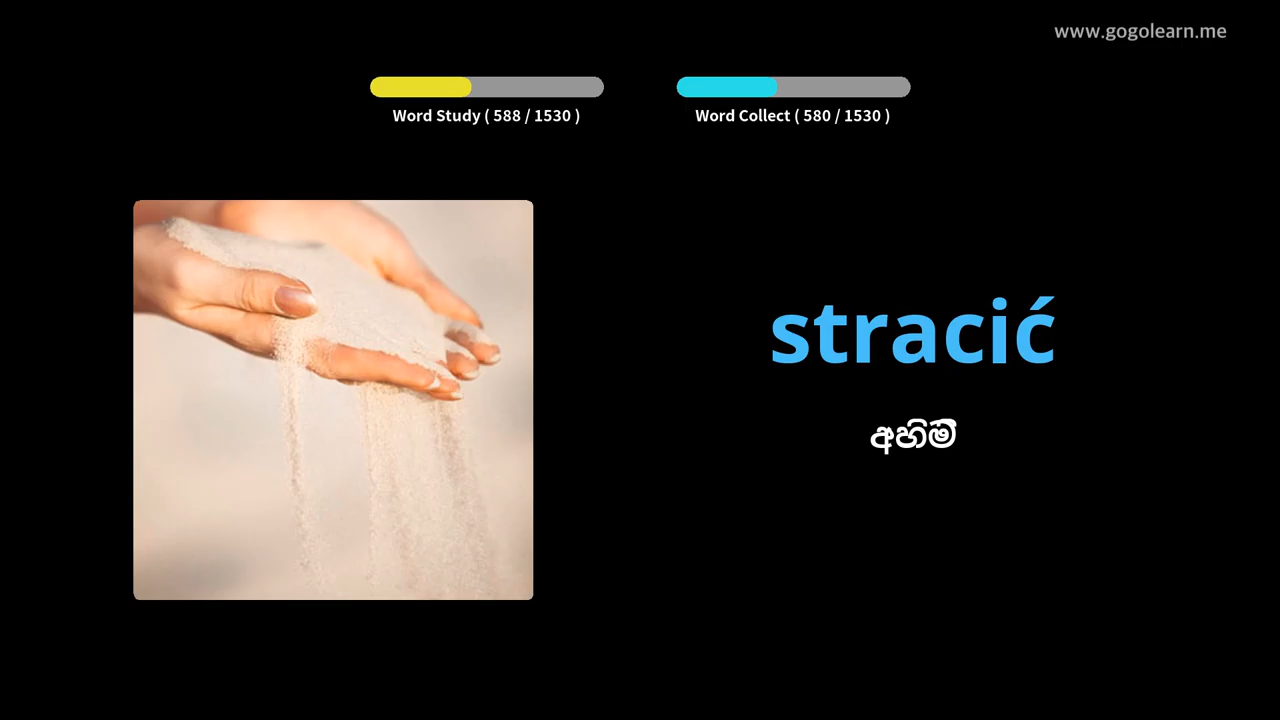 www.gogolearn.me
Word Study ( 588 / 1530 )
Word Collect ( 580 / 1530 )
stracić
අහිමි